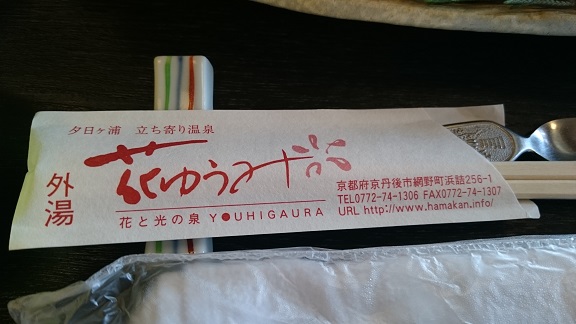 夕日ヶ浦 立ち寄り温泉
外湯
花ゆうみ
花と光の泉 YOUHIGAURA
京都府京丹後市網野町浜詰256-1
TEL0772-74-1306 FAX0772-74-1307
URL http://www.hamakan.info/